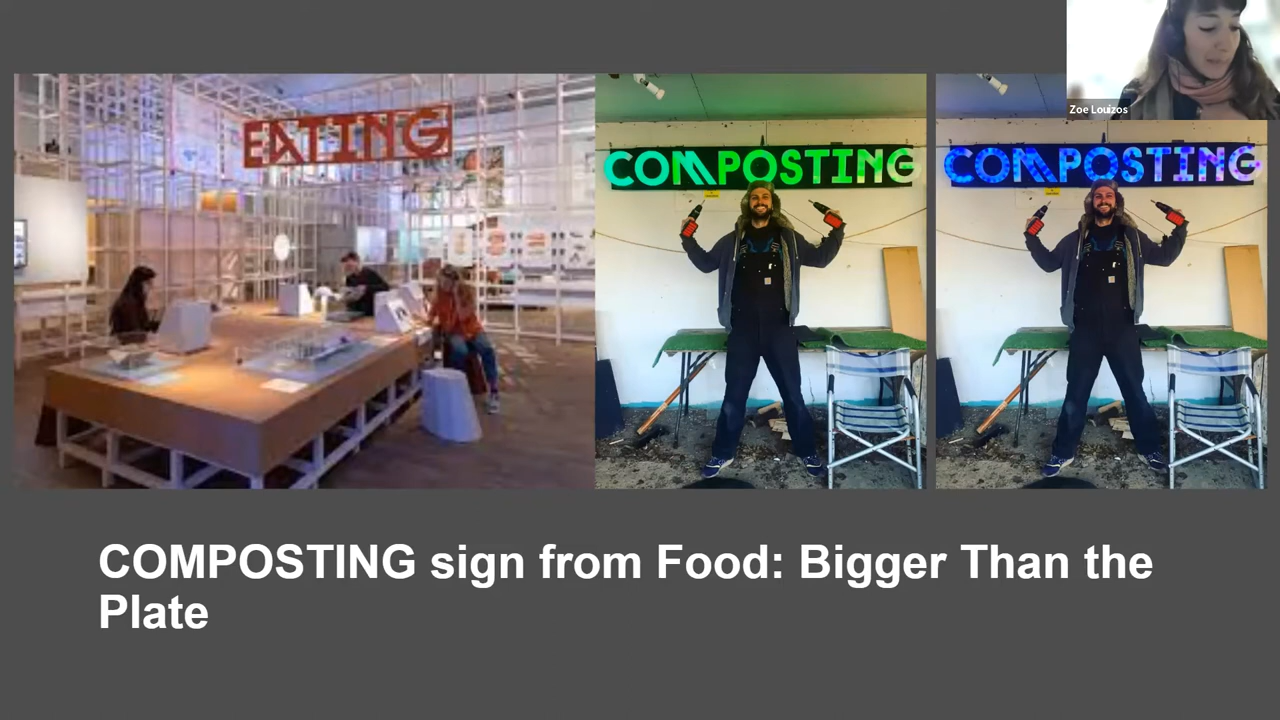 Zoe Louizos
EATING
COMPOSTING
COMPOSTING
COMPOSTING sign from Food: Bigger Than the
Plate